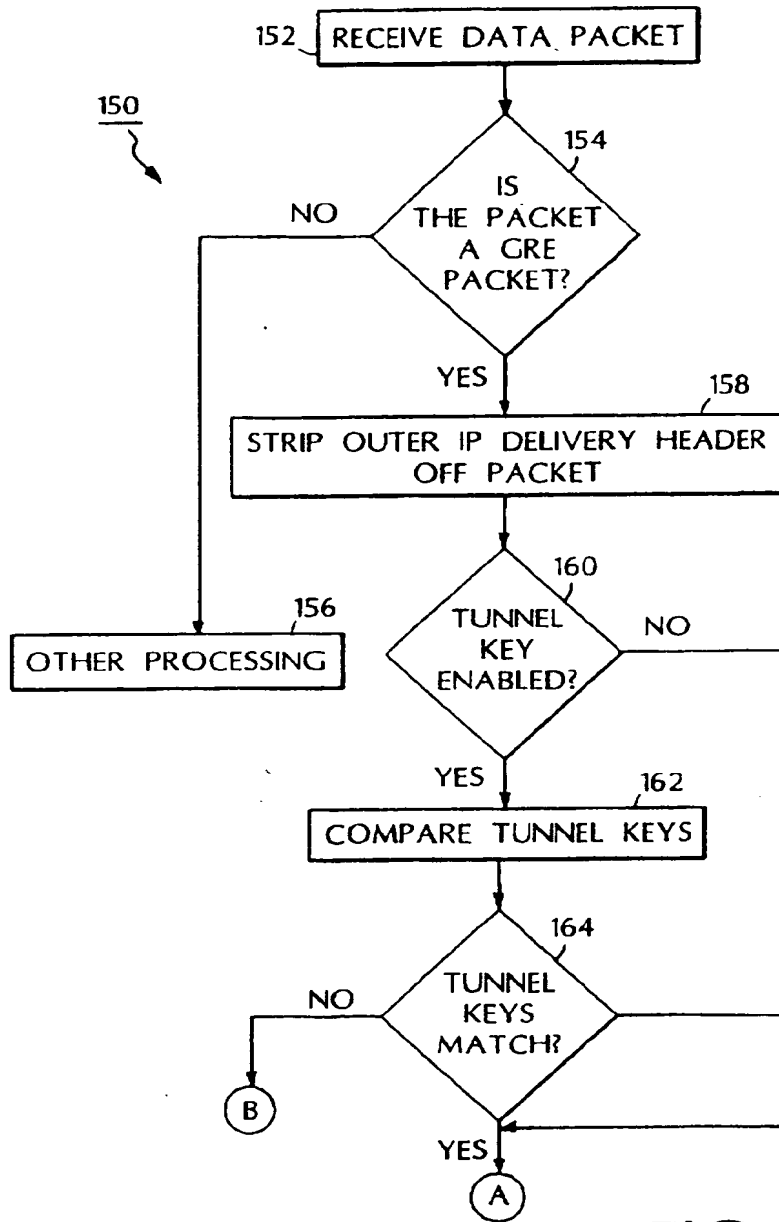 152
RECEIVE DATA PACKET
150
154
IS
THE PACKET
A GRE
PACKET?
NO
YES
158
STRIP OUTER IP DELIVERY HEADER
OFF PACKET
160
TUNNEL
KEY
ENABLED?
NO
156
OTHER PROCESSING
YES
162
COMPARE TUNNEL KEYS
164
TUNNEL
KEYS
MATCH?
NO
B
YES
A